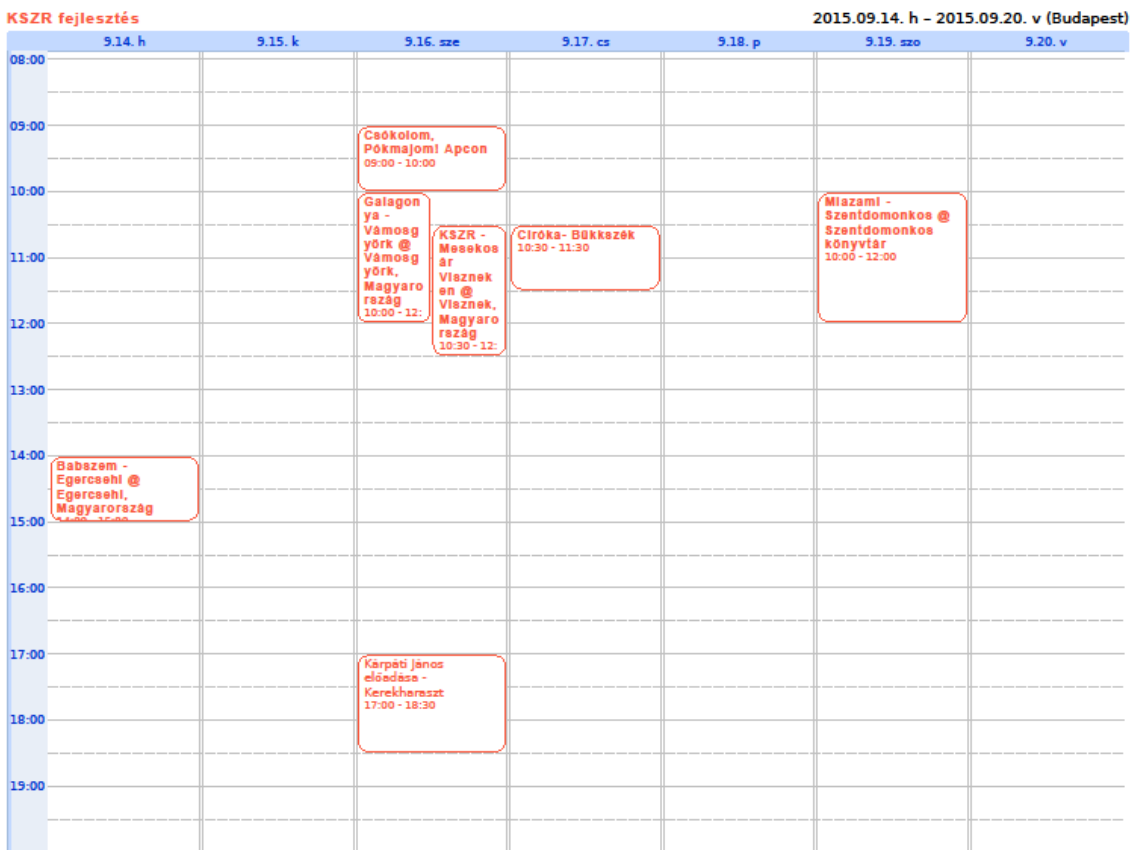 KSZR fejlesztés
2015.09.14. h – 2015.09.20. v (Budapest)
9.14. h
9.15. k
9.16. sze
9.17. cs
9.18. p
9.19. szo
9.20. v
08:00
09:00
10:00
11:00
12:00
13:00
14:00
15:00
16:00
17:00
18:00
19:00
Babszem -
Egercsehi @
Egercsehi,
Magyarország
14:00 - 15:00
Csókolom,
Pókmajom! Apcon
09:00 - 10:00
Galagon
ya -
Vámosg
yörk @
Vámosg
yörk,
Magyaro
rszág
10:00 - 12:
KSZR -
Mesekos
ár
Visznek
en @
Visznek,
Magyaro
rszág
10:30 - 12:
Kárpáti János
előadása -
Kerekharaszt
17:00 - 18:30
Ciróka- Bükkszék
10:30 - 11:30
Miazami -
Szentdomonkos @
Szentdomonkos
könyvtár
10:00 - 12:00